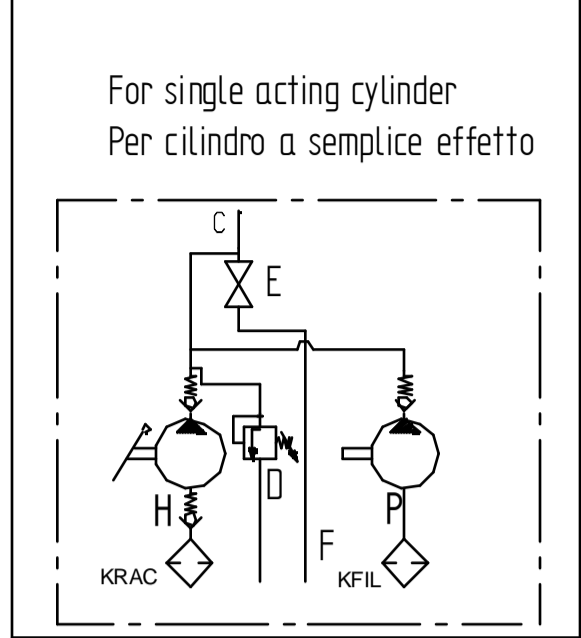 For single acting cylinder
Per cilindro a semplice effetto
C
E
D
H
P
F
KRAC
KFIL